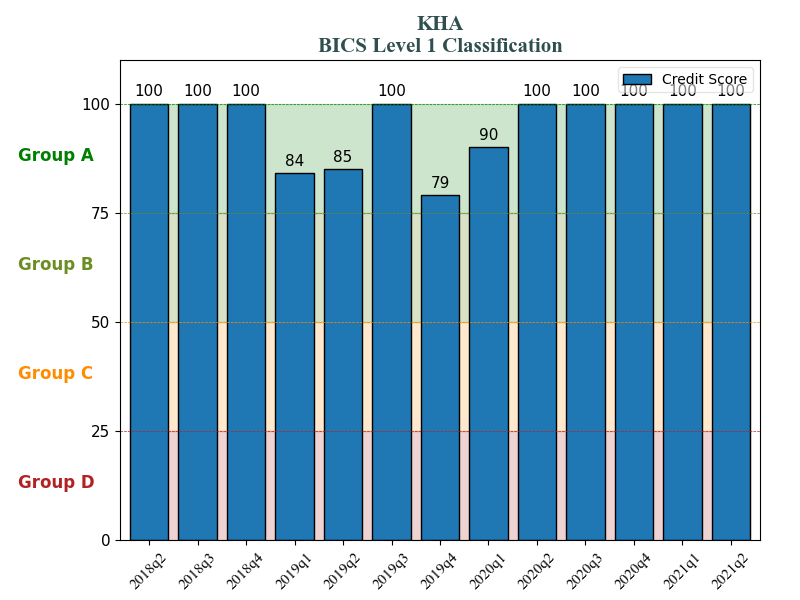 KHA
BICS Level 1 Classification
Credit Score
100 100 100 84 85 100 79 90 100 100 100 100 100
100
Group A
75
Group B
50
Group C
25
Group D
0
2018q2 2018q3 2018q4 2019q1 2019q2 2019q3 2019q4 2020q1 2020q2 2020q3 2020q4 2021q1 2021q2